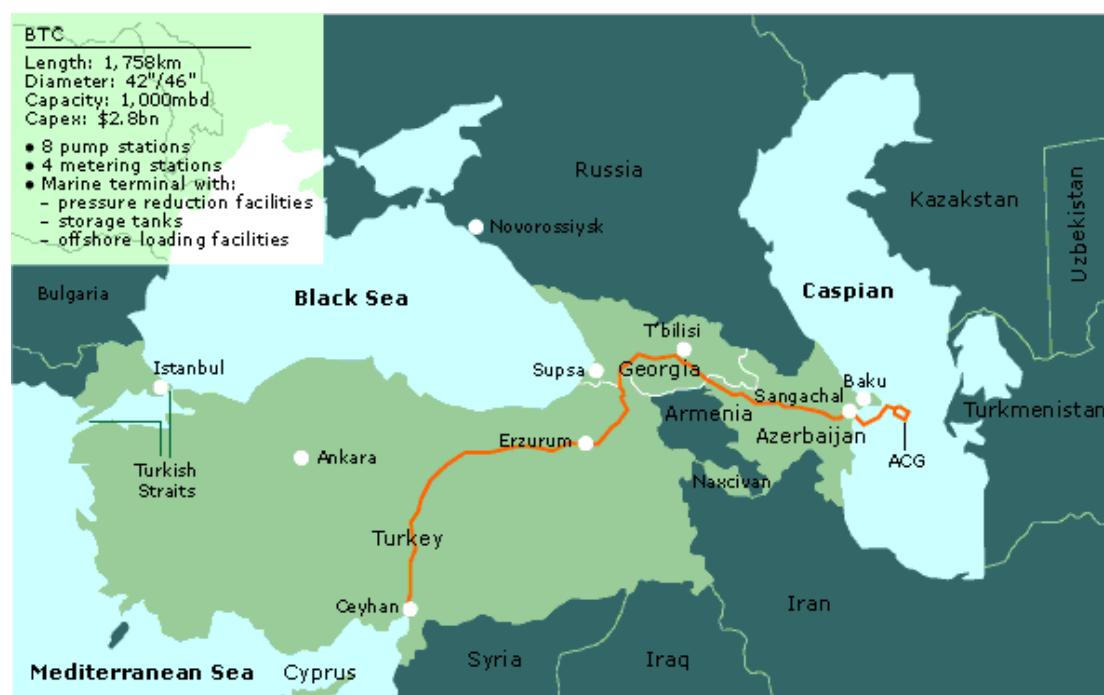 BTC
Length: 1,758km
Diameter: 42"/46"
Capacity: 1,000mbd
Capex: $2.8bn
• 8 pump stations
• 4 metering stations
• Marine terminal with:
– pressure reduction facilities
– storage tanks
– offshore loading facilities
Russia
Kazakstan
Uzbekistan
Novorossiysk
Bulgaria
Black Sea
Caspian
T'bilisi
Istanbul
Supsa
Georgia
Baku
Sangachal
Armenia
Turkmenistan
Azerbaijan
Erzurum
Ankara
ACG
Turkish
Straits
Naxcivan
Turkey
Ceyhan
Iran
Syria
Iraq
Mediterranean Sea
Cyprus